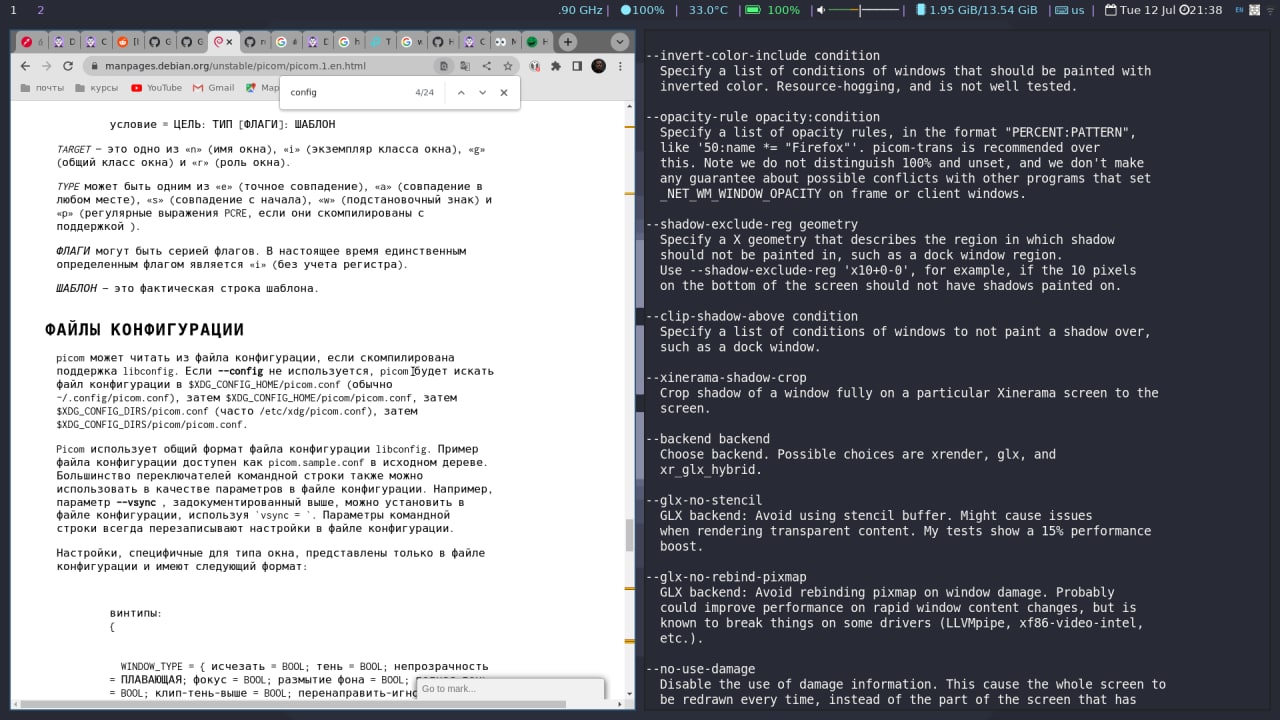 1 2 .90 GHz | 100% | 33.0°C | 100% | | 1.95 GiB/13.54 GiB | us | Tue 12 Jul 21:38 EN
manpages.debian.org/unstable/picom/picom.1.en.html
почты курсы YouTube Gmail Map
config 4/24
условие = ЦЕЛЬ: ТИП [ФЛАГИ]: ШАБЛОН
TARGET — это одно из «n» (имя окна), «i» (экземпляр класса окна), «g»
(общий класс окна) и «r» (роль окна).
TYPE может быть одним из «e» (точное совпадение), «a» (совпадение в
любом месте), «s» (совпадение с начала), «w» (подстановочный знак) и
«p» (регулярные выражения PCRE, если они скомпилированы с
поддержкой ).
ФЛАГИ могут быть серией флагов. В настоящее время единственным
определенным флагом является «i» (без учета регистра).
ШАБЛОН — это фактическая строка шаблона.
ФАЙЛЫ КОНФИГУРАЦИИ
picom может читать из файла конфигурации, если скомпилирована
поддержка libconfig. Если --config не используется, picom будет искать
файл конфигурации в $XDG_CONFIG_HOME/picom.conf (обычно
~/.config/picom.conf), затем $XDG_CONFIG_HOME/picom/picom.conf, затем
$XDG_CONFIG_DIRS/picom.conf (часто /etc/xdg/picom.conf), затем
$XDG_CONFIG_DIRS/picom/picom.conf.
Picom использует общий формат файла конфигурации libconfig. Пример
файла конфигурации доступен как picom.sample.conf в исходном дереве.
Большинство переключателей командной строки также можно
использовать в качестве параметров в файле конфигурации. Например,
параметр --vsync , задокументированный выше, можно установить в
файле конфигурации, используя `vsync = `. Параметры командной
строки всегда перезаписывают настройки в файле конфигурации.
Настройки, специфичные для типа окна, представлены только в файле
конфигурации и имеют следующий формат:
винтипы:
{
WINDOW_TYPE = { исчезать = BOOL; тень = BOOL; непрозрачность
= ПЛАВАЮЩАЯ; фокус = BOOL; размытие фона = BOOL;
= BOOL; клип-тень-выше = BOOL;
Go to mark...
--invert-color-include condition
Specify a list of conditions of windows that should be painted with
inverted color. Resource-hogging, and is not well tested.
--opacity-rule opacity:condition
Specify a list of opacity rules, in the format "PERCENT:PATTERN",
like '50:name *= "Firefox"'. picom-trans is recommended over
this. Note we do not distinguish 100% and unset, and we don't make
any guarantee about possible conflicts with other programs that set
_NET_WM_WINDOW_OPACITY on frame or client windows.
--shadow-exclude-reg geometry
Specify a X geometry that describes the region in which shadow
should not be painted in, such as a dock window region.
Use --shadow-exclude-reg 'x10+0-0', for example, if the 10 pixels
on the bottom of the screen should not have shadows painted on.
--clip-shadow-above condition
Specify a list of conditions of windows to not paint a shadow over,
such as a dock window.
--xinerama-shadow-crop
Crop shadow of a window fully on a particular Xinerama screen to the
screen.
--backend backend
Choose backend. Possible choices are xrender, glx, and
xr_glx_hybrid.
--glx-no-stencil
GLX backend: Avoid using stencil buffer. Might cause issues
when rendering transparent content. My tests show a 15% performance
boost.
--glx-no-rebind-pixmap
GLX backend: Avoid rebinding pixmap on window damage. Probably
could improve performance on rapid window content changes, but is
known to break things on some drivers (LLVMpipe, xf86-video-intel,
etc.).
--no-use-damage
Disable the use of damage information. This cause the whole screen to
be redrawn every time, instead of the part of the screen that has